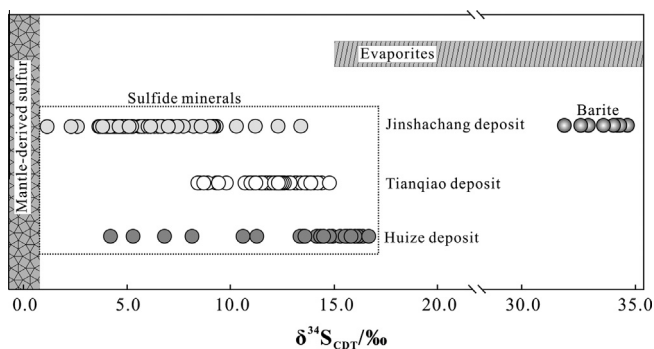 Evaporites
Sulfide minerals
Barite
Jinshachang deposit
Tianqiao deposit
Huize deposit
Mantle-derived sulfur
0.0 5.0 10.0 15.0 20.0 30.0 35.0
δ³⁴S_CDT/‰